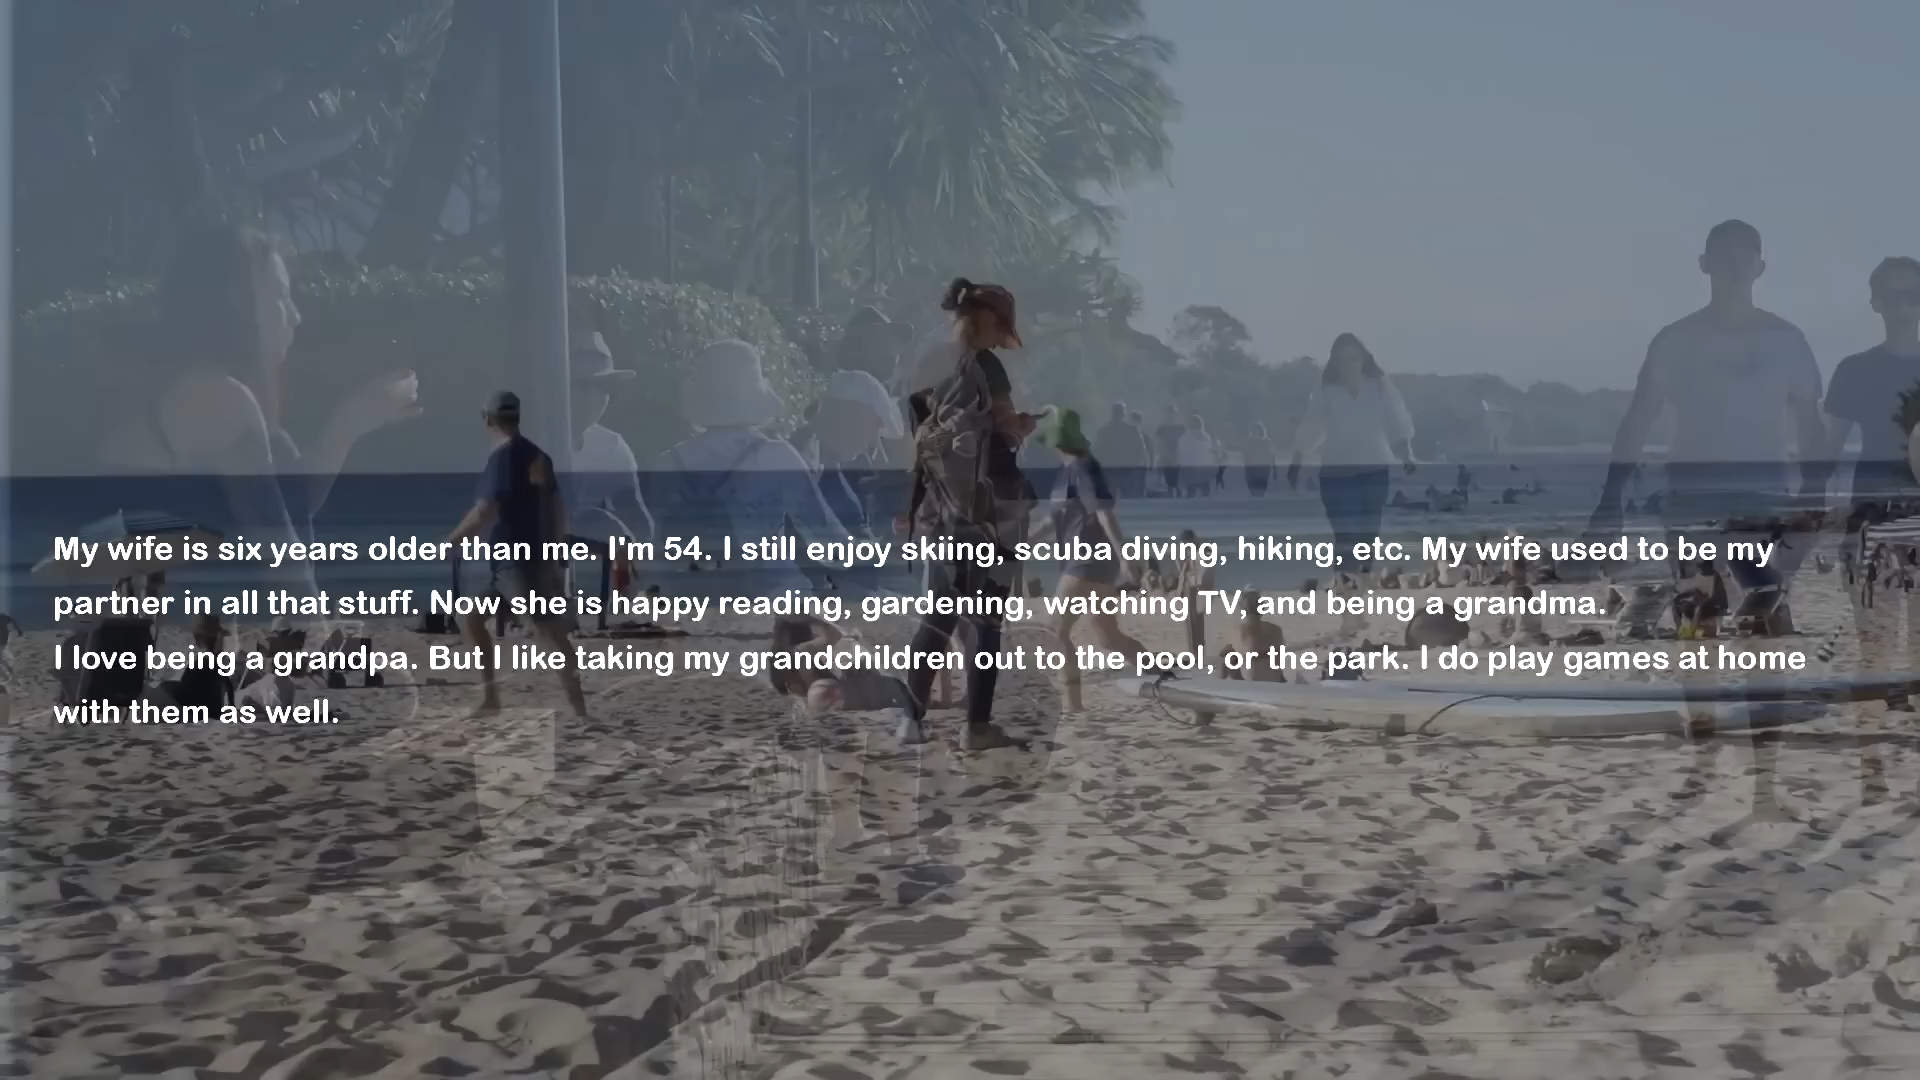 My wife is six years older than me. I'm 54. I still enjoy skiing, scuba diving, hiking, etc. My wife used to be my
partner in all that stuff. Now she is happy reading, gardening, watching TV, and being a grandma.
I love being a grandpa. But I like taking my grandchildren out to the pool, or the park. I do play games at home
with them as well.